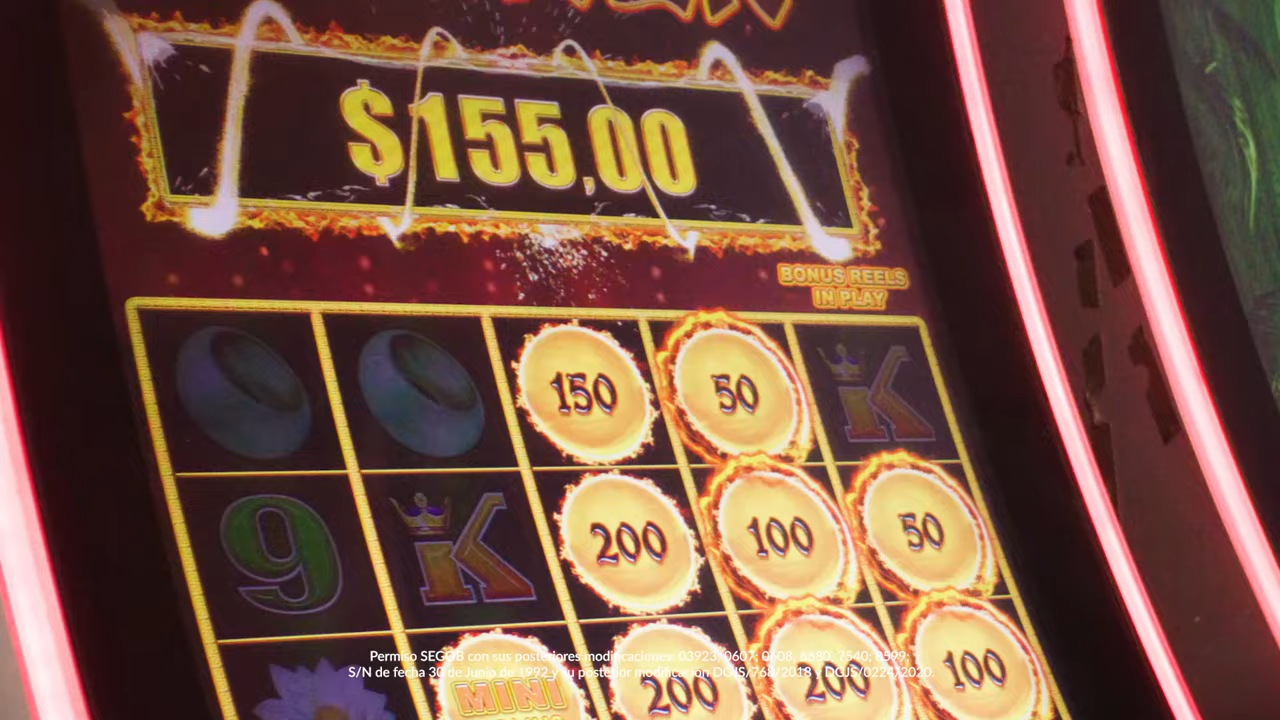 $155.00
BONUS REELS
IN PLAY
150
50
K
9
K
200
100
50
MINI
200
200
100
Permiso SEGOB con sus posteriores modificaciones: 03923; 0607; 0608; 6650; 7540; 8599;
S/N de fecha 30 de Junio de 1992 y su posterior modificación DGJS/768/2018 y DGJS/0224/2020.